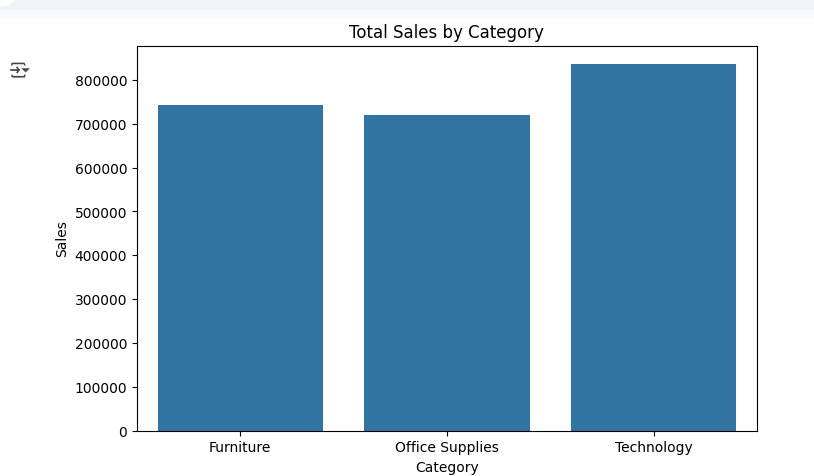 Total Sales by Category
Sales
800000
700000
600000
500000
400000
300000
200000
100000
0
Furniture
Office Supplies
Technology
Category